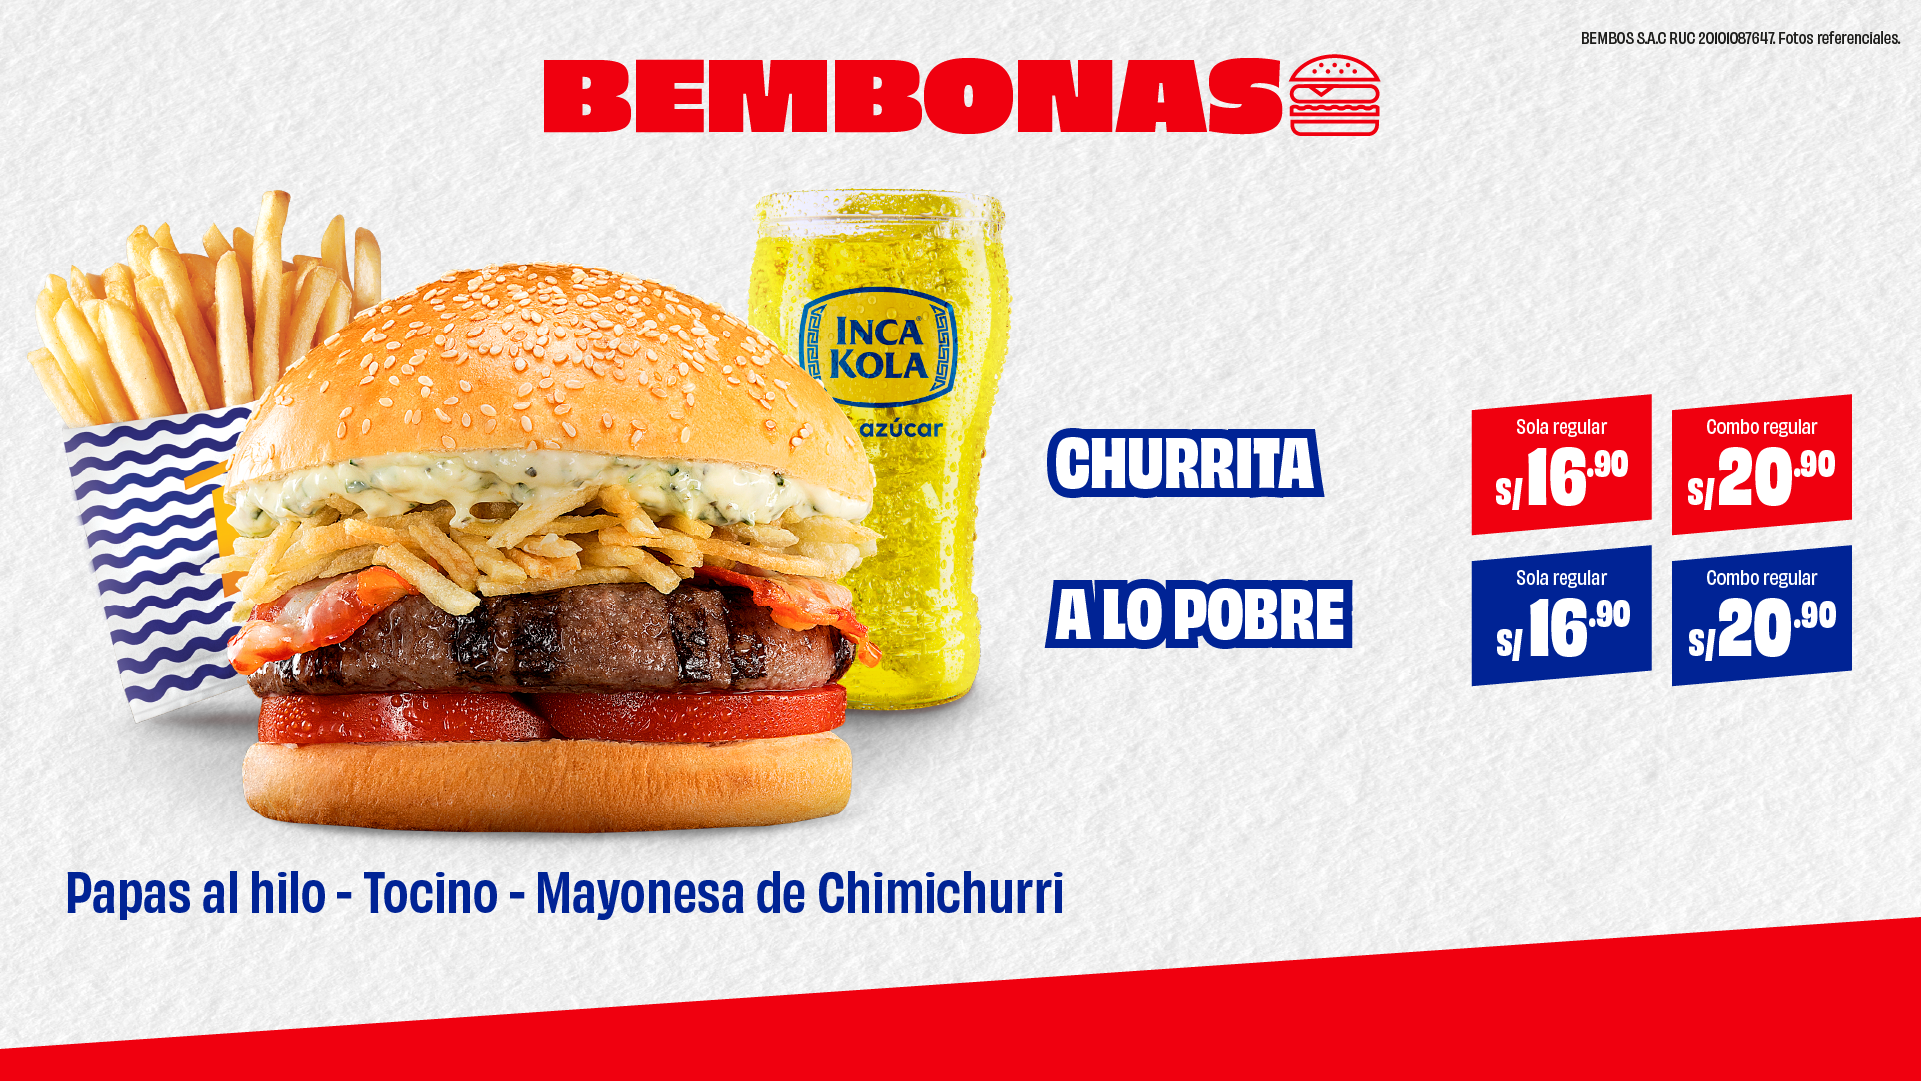 BEMBOS S.A.C RUC 20101087647. Fotos referenciales.
BEMBONAS
INCA
KOLA
azúcar
CHURRITA
Sola regular
S/16.90
Combo regular
S/20.90
A LO POBRE
Sola regular
S/16.90
Combo regular
S/20.90
Papas al hilo - Tocino - Mayonesa de Chimichurri